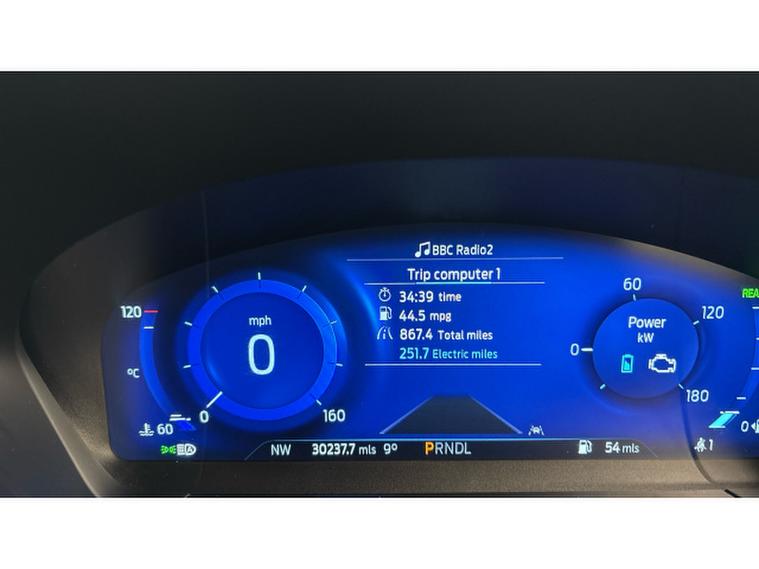 BBC Radio2
Trip computer 1
34:39 time
44.5 mpg
867.4 Total miles
251.7 Electric miles
120
°C
60
mph
0
0
160
60
0
120
180
Power
kW
0
NW 30237.7 mls 9° PRNDL 54 mls 1